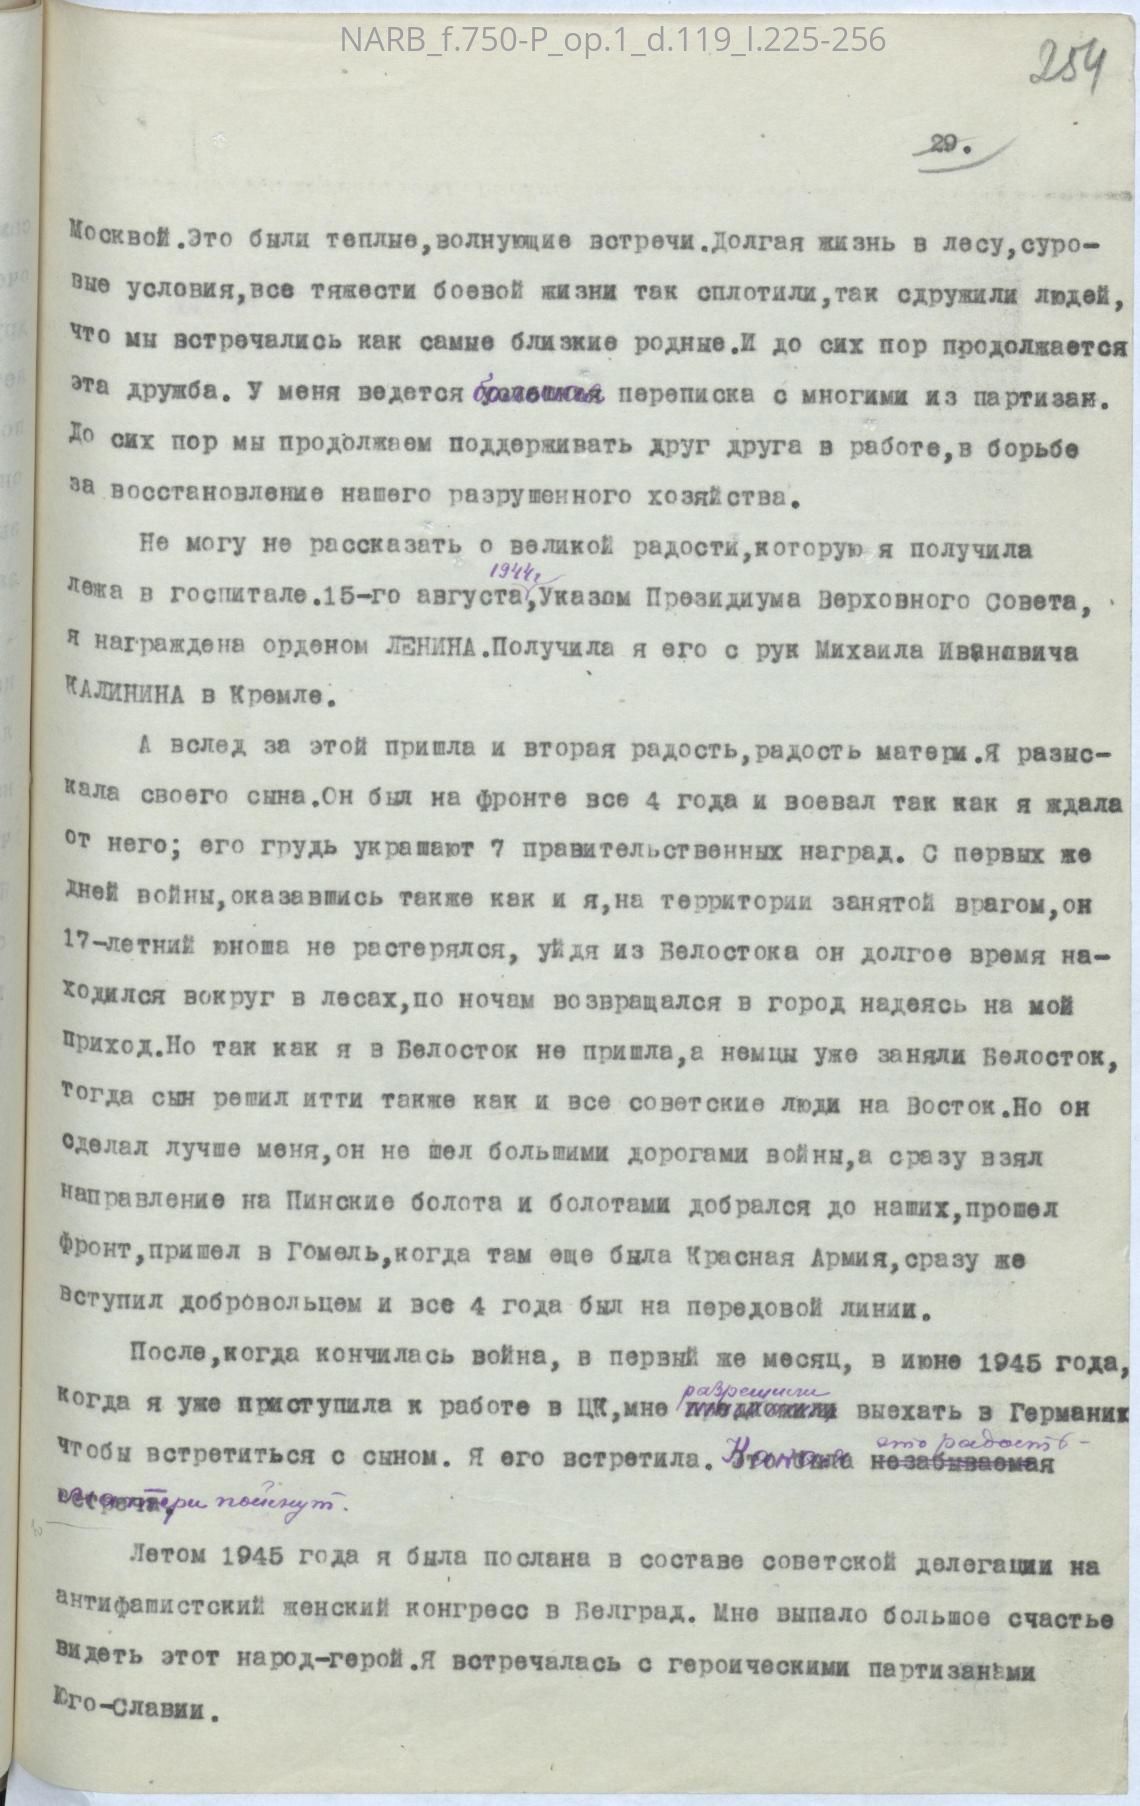 NARB_f.750-P_op.1_d.119_l.225-256
254
29.
Москвой.Это были теплые,волнующие встречи.Долгая жизнь в лесу,суро-
вые условия,все тяжести боевой жизни так сплотили,так сдружили людей,
что мы встречались как самые близкие родные.И до сих пор продолжается
эта дружба. У меня ведется большая переписка с многими из партизан.
До сих пор мы продолжаем поддерживать друг друга в работе,в борьбе
за восстановление нашего разрушенного хозяйства.
Не могу не рассказать о великой радости,которую я получила
1944г
лежа в госпитале.15-го августа,Указом Президиума Верховного Совета,
я награждена орденом ЛЕНИНА.Получила я его с рук Михаила Ивановича
КАЛИНИНА в Кремле.
А вслед за этой пришла и вторая радость,радость матери.Я разыс-
кала своего сына.Он был на фронте все 4 года и воевал так как я ждала
от него; его грудь украшают 7 правительственных наград. С первых же
дней войны,оказавшись также как и я,на территории занятой врагом,он
17-летний юноша не растерялся, уйдя из Белостока он долгое время на-
ходился вокруг в лесах,по ночам возвращался в город надеясь на мой
приход.Но так как я в Белосток не пришла,а немцы уже заняли Белосток,
тогда сын решил итти также как и все советские люди на Восток.Но он
сделал лучше меня,он не шел большими дорогами войны,а сразу взял
направление на Пинские болота и болотами добрался до наших,прошел
фронт,пришел в Гомель,когда там еще была Красная Армия,сразу же
вступил добровольцем и все 4 года был на передовой линии.
После,когда кончилась война, в первый же месяц, в июне 1945 года,
разрешили
когда я уже приступила к работе в ЦК,мне предложили выехать в Германию
это радость-
чтобы встретиться с сыном. Я его встретила. Какая Это была незабываемая
встреча, матери поймут.
Летом 1945 года я была послана в составе советской делегации на
антифашистский женский конгресс в Белград. Мне выпало большое счастье
видеть этот народ-герой.Я встречалась с героическими партизанами
Юго-Славии.